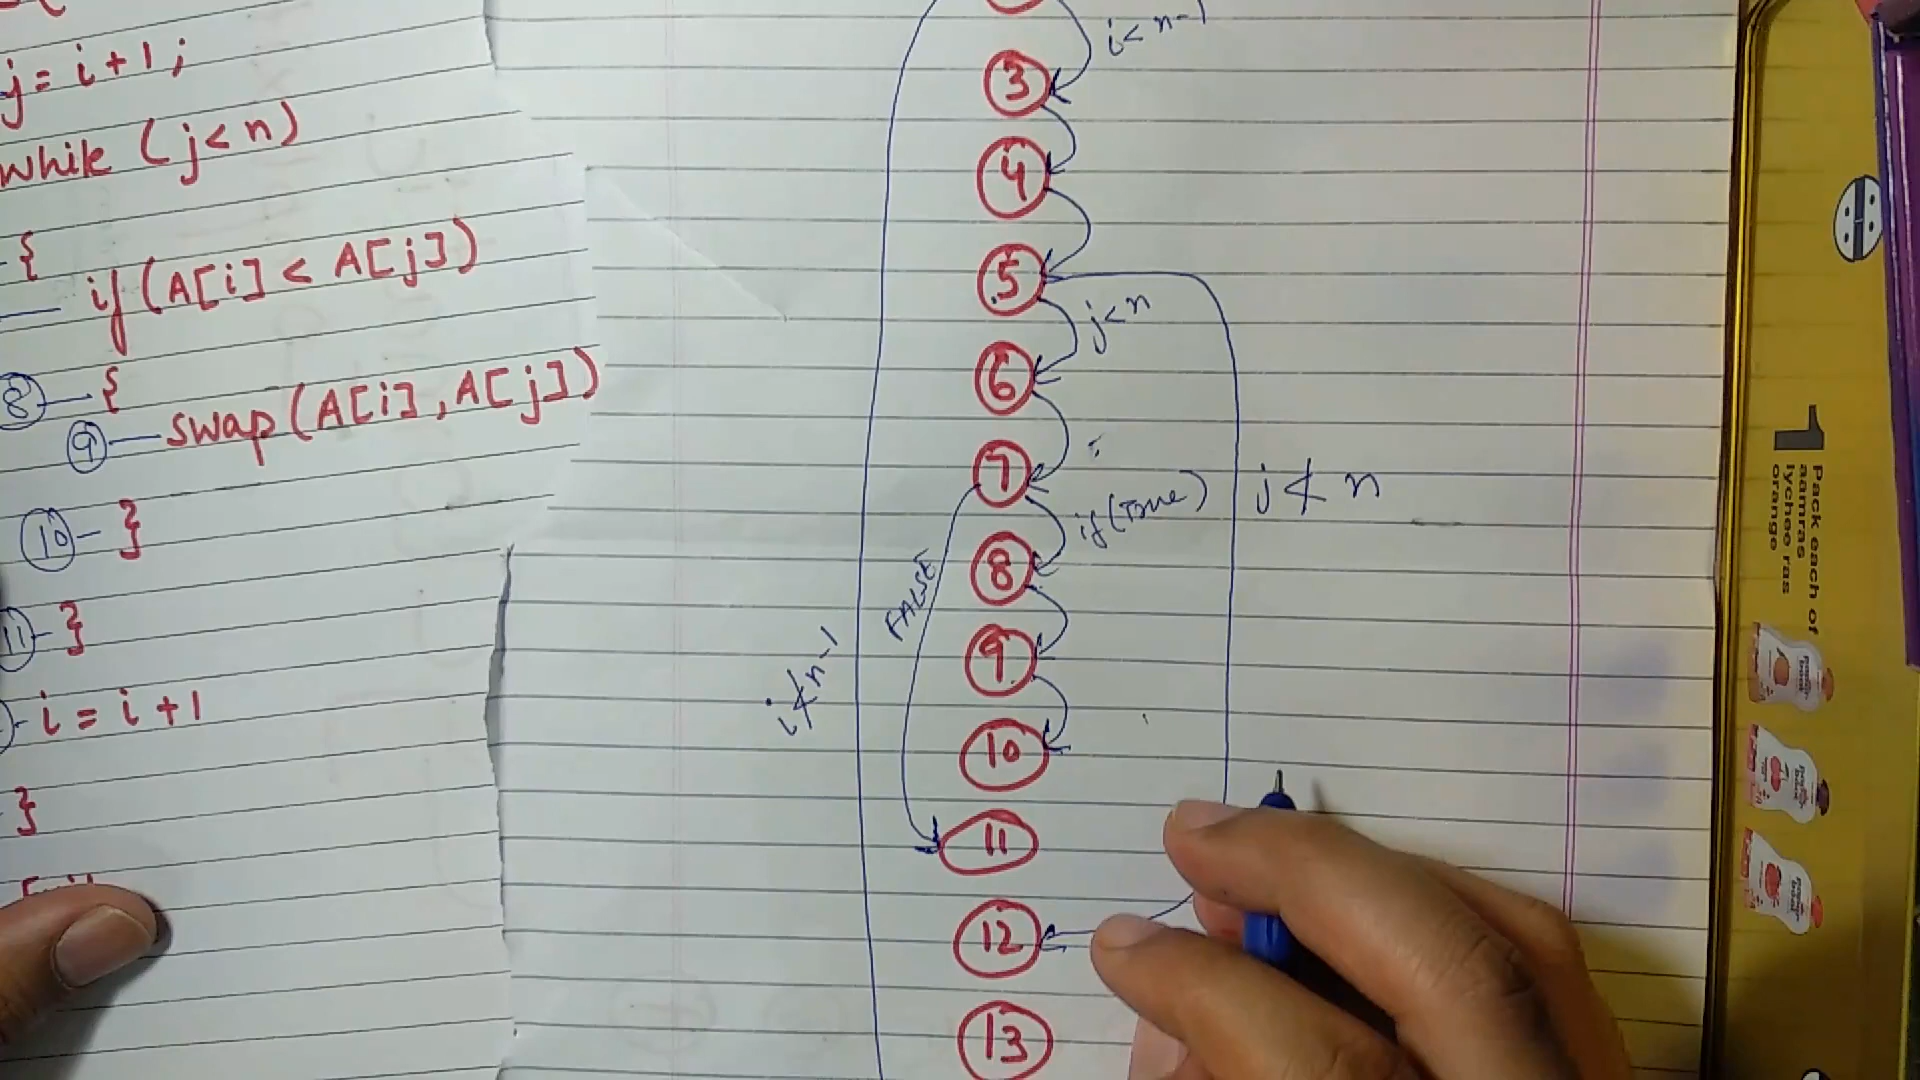 j = i + 1 ;
while ( j < n )
{
if ( A[i] < A[j] )
8 - {
9 - swap ( A[i] , A[j] )
10 - }
11 - }
- i = i + 1
}
i < n-1
3
4
5
j < n
6
7
if (True)
j ≮ n
8
FALSE
9
i ≮ n-1
10
11
12
13
1 Pack each of
aamras
lychee ras
orange